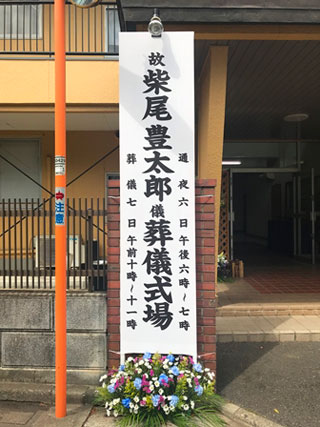 通夜六日午後六時~七時
故 柴尾豊太郎儀 葬儀式場
葬儀七日午前十時~十一時
注意